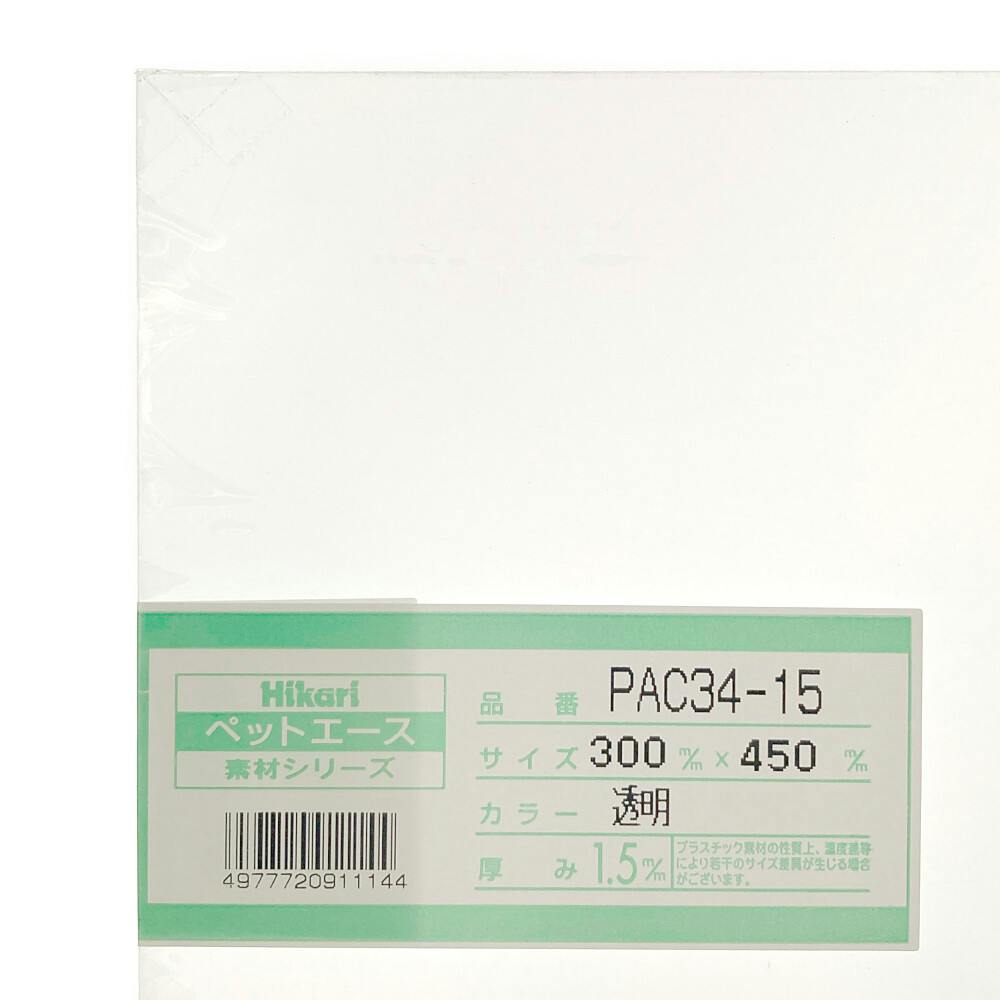 Hikari
ペットエース
素材シリーズ
4977720911144
品番 PAC34-15
サイズ 300 m/m × 450 m/m
カラー 透明
厚み 1.5 m/m
プラスチック素材の性質上、温度差等
により若干のサイズ差異が生じる場合
がございます。